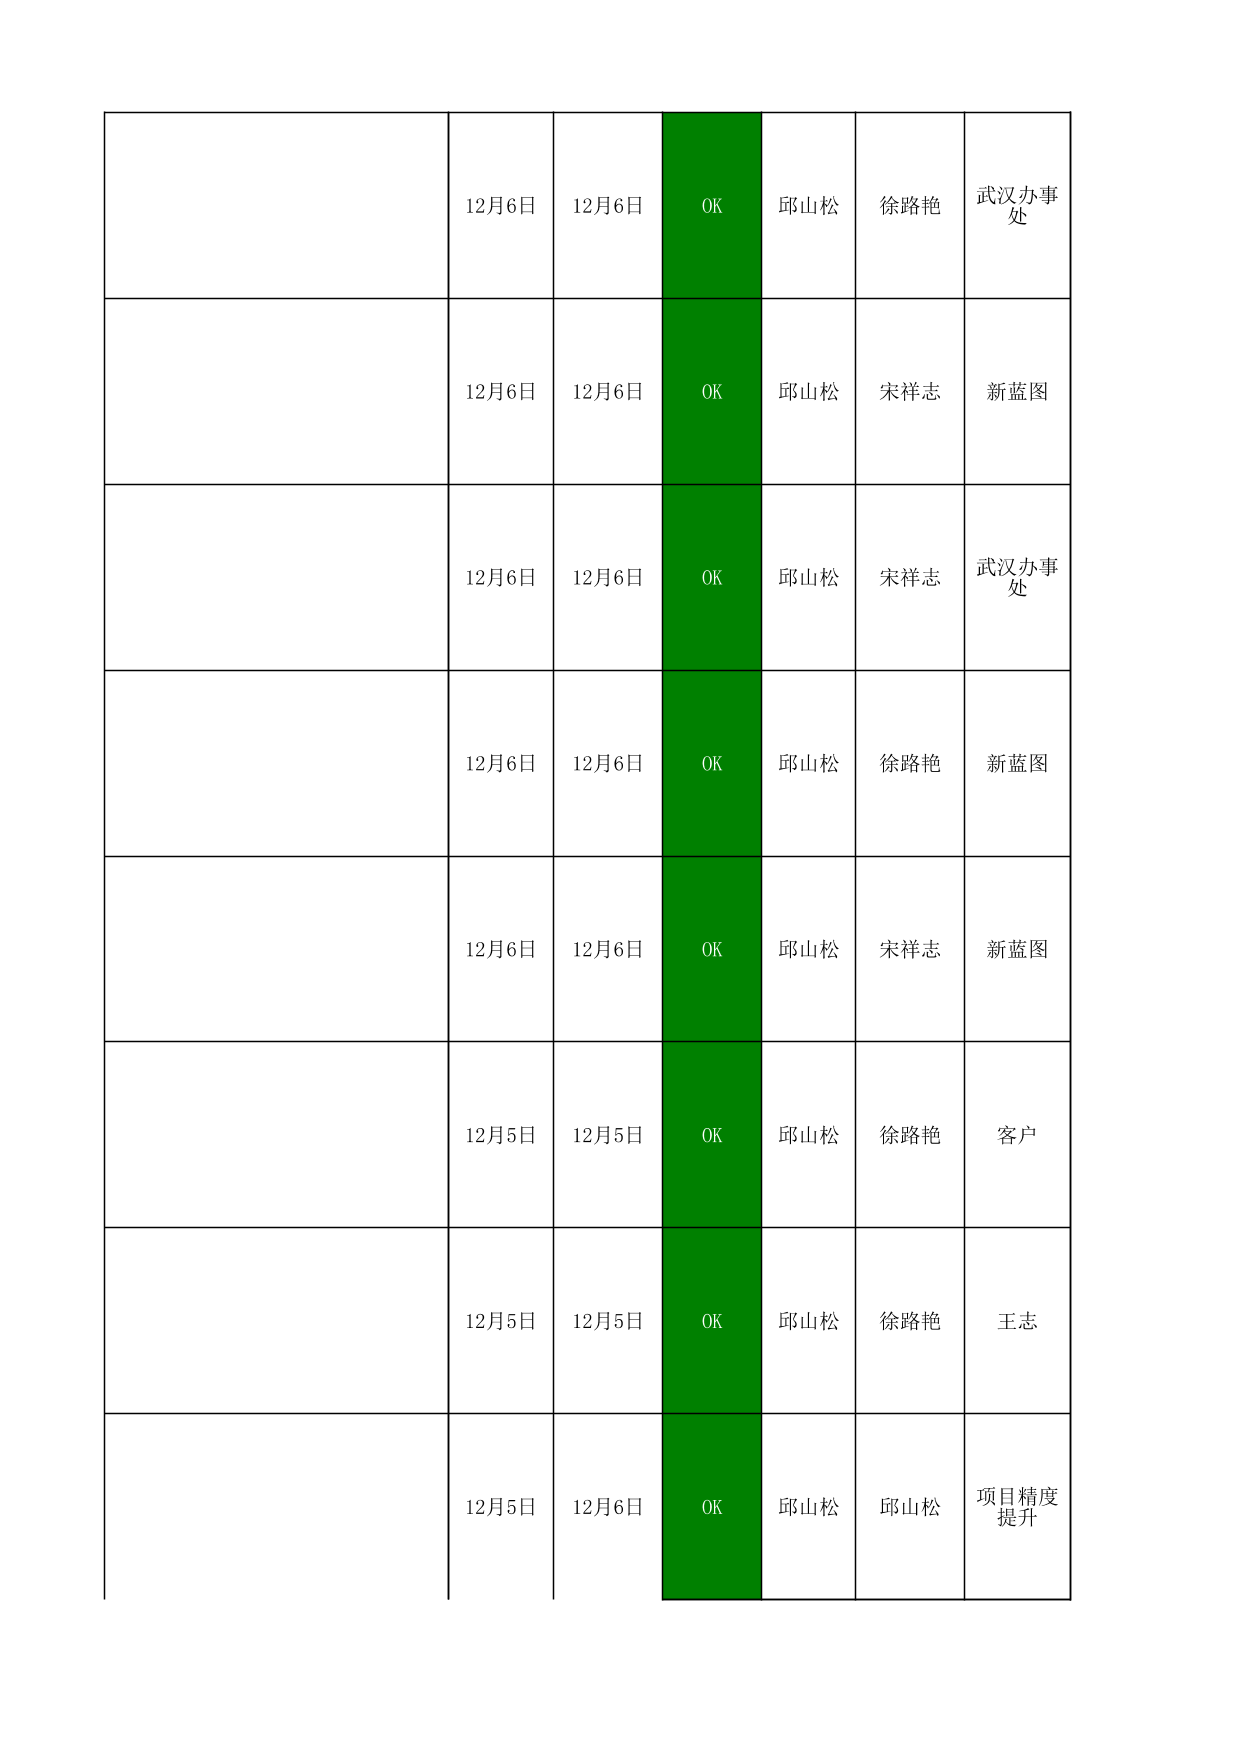 12月6日 12月6日 OK 邱山松 徐路艳 武汉办事
处
12月6日 12月6日 OK 邱山松 宋祥志 新蓝图
12月6日 12月6日 OK 邱山松 宋祥志 武汉办事
处
12月6日 12月6日 OK 邱山松 徐路艳 新蓝图
12月6日 12月6日 OK 邱山松 宋祥志 新蓝图
12月5日 12月5日 OK 邱山松 徐路艳 客户
12月5日 12月5日 OK 邱山松 徐路艳 王志
12月5日 12月6日 OK 邱山松 邱山松 项目精度
提升